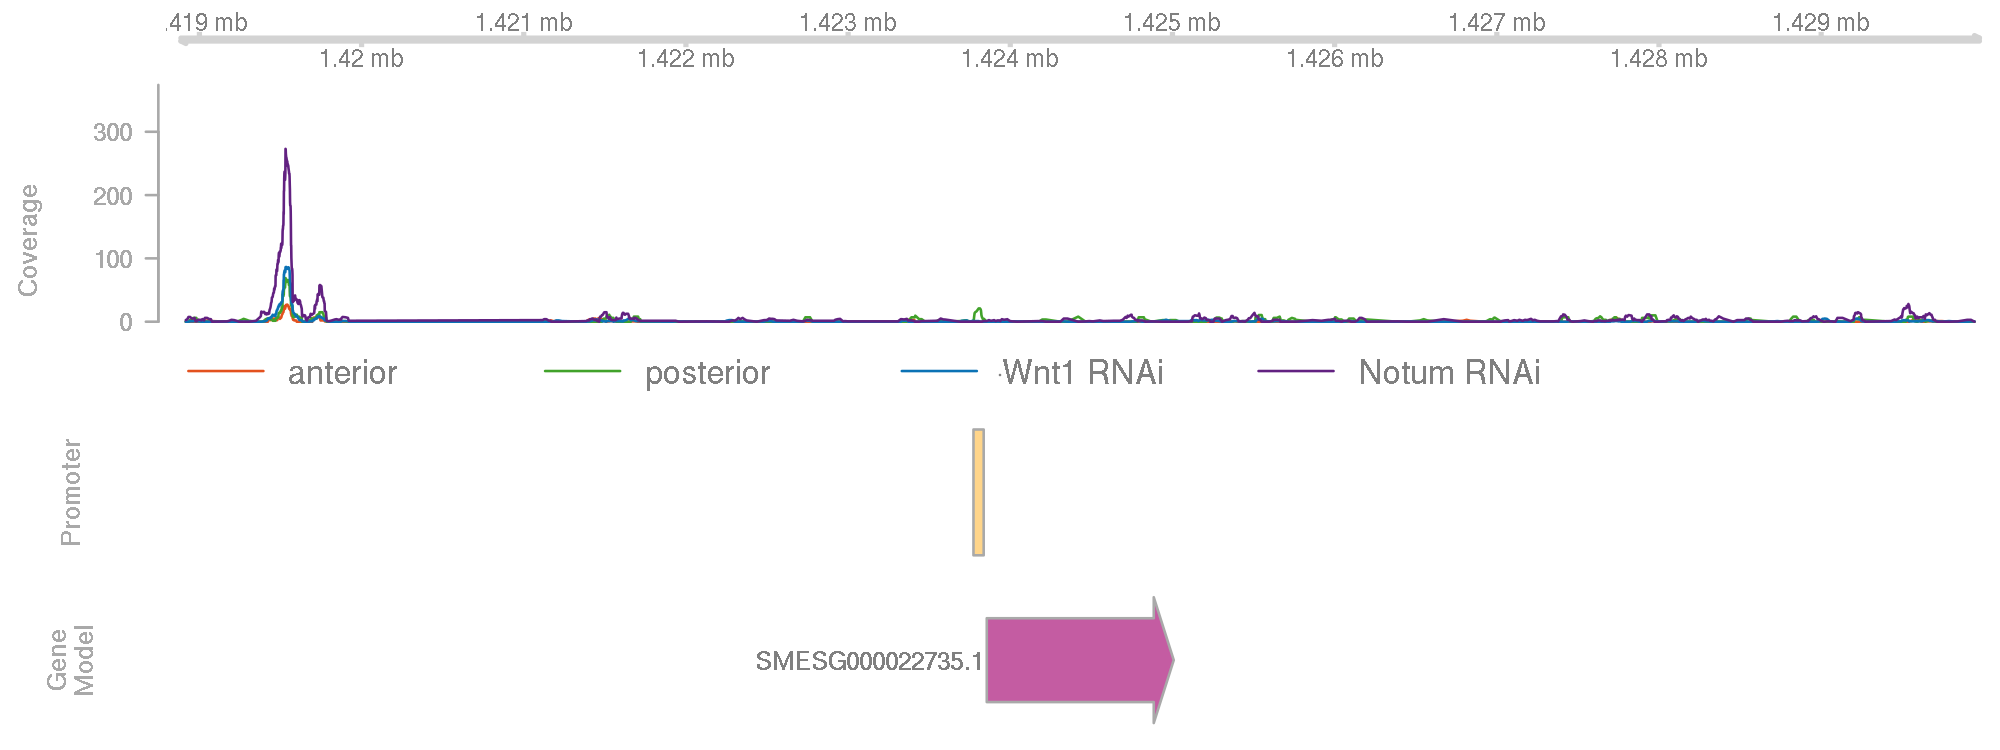 .419 mb 1.421 mb 1.423 mb 1.425 mb 1.427 mb 1.429 mb
1.42 mb 1.422 mb 1.424 mb 1.426 mb 1.428 mb
Coverage
300
200
100
0
anterior posterior Wnt1 RNAi Notum RNAi
Promoter
Gene
Model
SMESG000022735.1